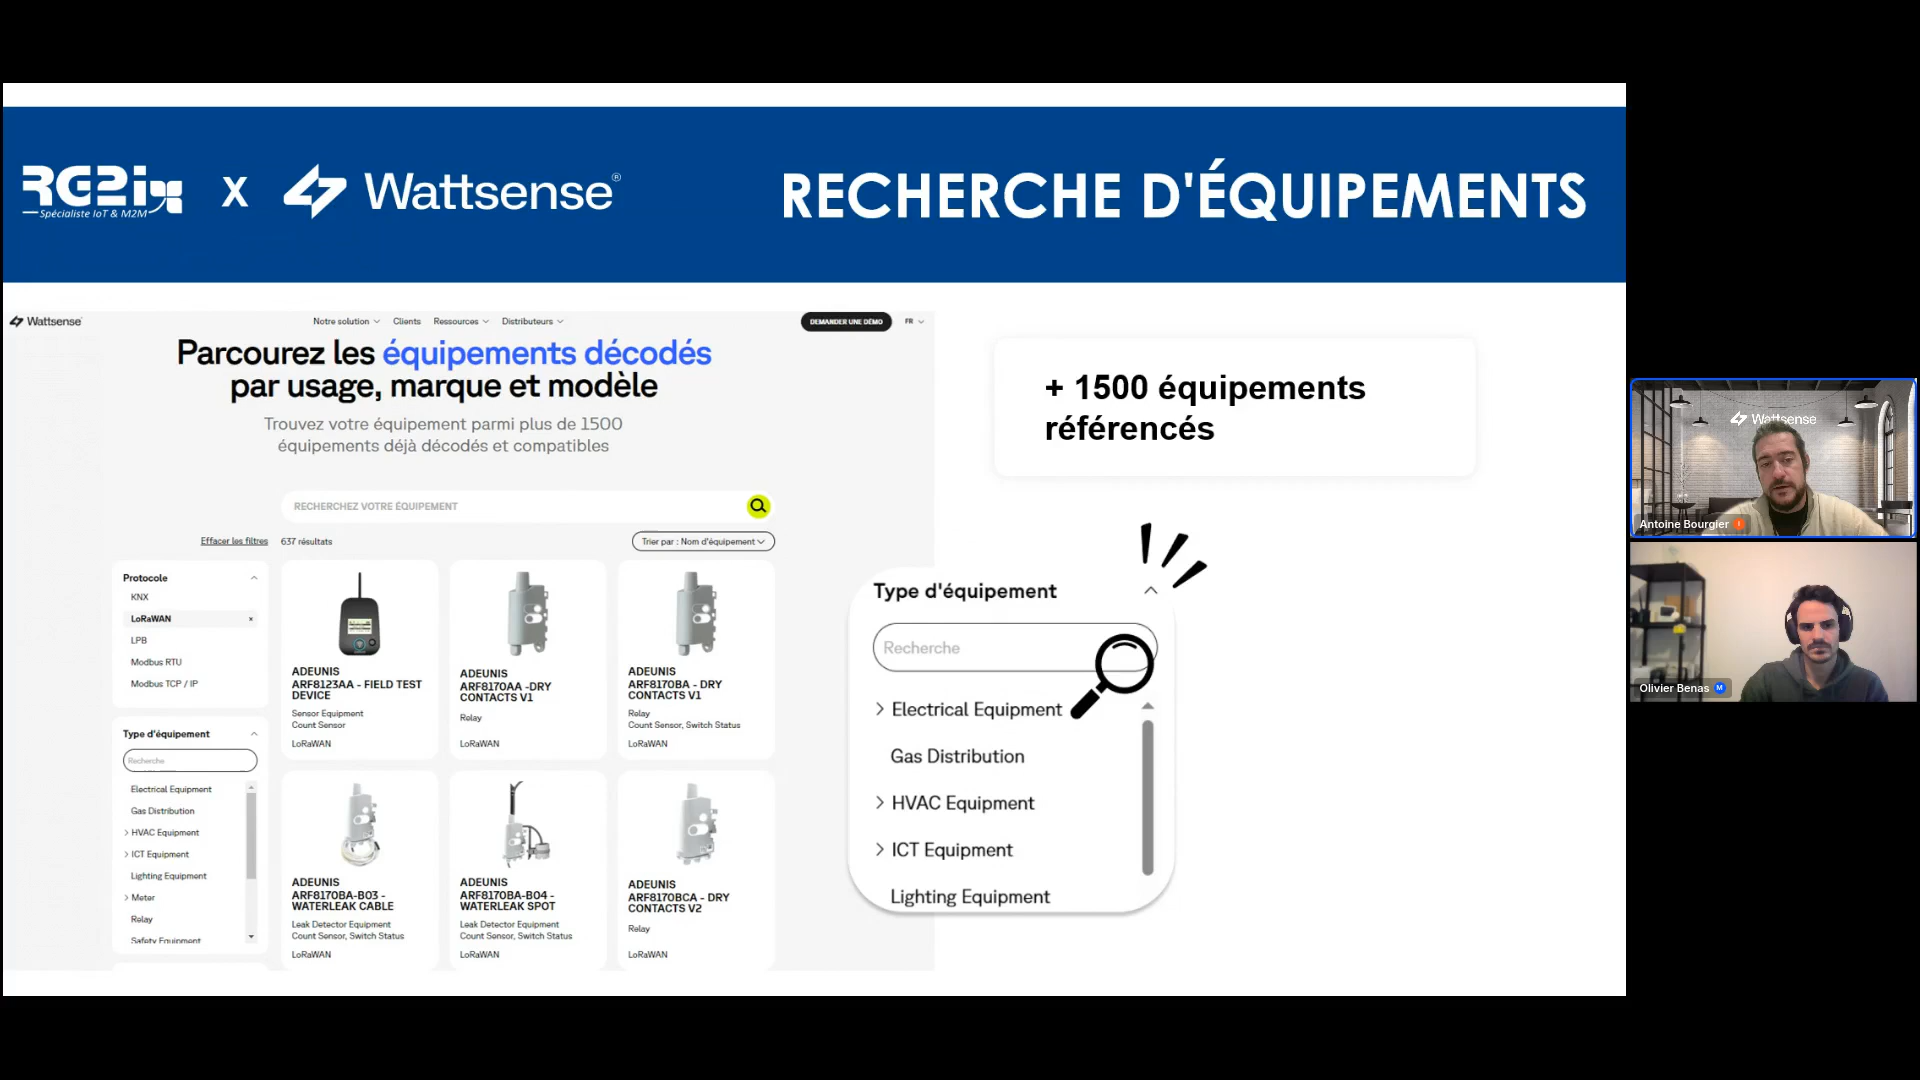 RG2i
Spécialiste IoT & M2M
X
Wattsense®
RECHERCHE D'ÉQUIPEMENTS
Wattsense
Notre solution
Clients
Ressources
Distributeurs
DEMANDER UNE DÉMO
FR
Parcourez les équipements décodés
par usage, marque et modèle
Trouvez votre équipement parmi plus de 1500
équipements déjà décodés et compatibles
RECHERCHEZ VOTRE ÉQUIPEMENT
Effacer les filtres
637 résultats
Trier par : Nom d'équipement
Protocole
KNX
LoRaWAN ×
LPB
Modbus RTU
Modbus TCP / IP
Type d'équipement
Recherche
Electrical Equipment
Gas Distribution
HVAC Equipment
ICT Equipment
Lighting Equipment
Meter
Relay
Safety Equipment
ADEUNIS
ARF8123AA - FIELD TEST
DEVICE
Sensor Equipment
Count Sensor
LoRaWAN
ADEUNIS
ARF8170AA -DRY
CONTACTS V1
Relay
LoRaWAN
ADEUNIS
ARF8170BA - DRY
CONTACTS V1
Relay
Count Sensor, Switch Status
LoRaWAN
ADEUNIS
ARF8170BA-B03 -
WATERLEAK CABLE
Leak Detector Equipment
Count Sensor, Switch Status
LoRaWAN
ADEUNIS
ARF8170BA-B04 -
WATERLEAK SPOT
Leak Detector Equipment
Count Sensor, Switch Status
LoRaWAN
ADEUNIS
ARF8170BCA - DRY
CONTACTS V2
Relay
LoRaWAN
+ 1500 équipements
référencés
Type d'équipement
Recherche
Electrical Equipment
Gas Distribution
HVAC Equipment
ICT Equipment
Lighting Equipment
Wattsense
Antoine Bourgier
Olivier Benas M